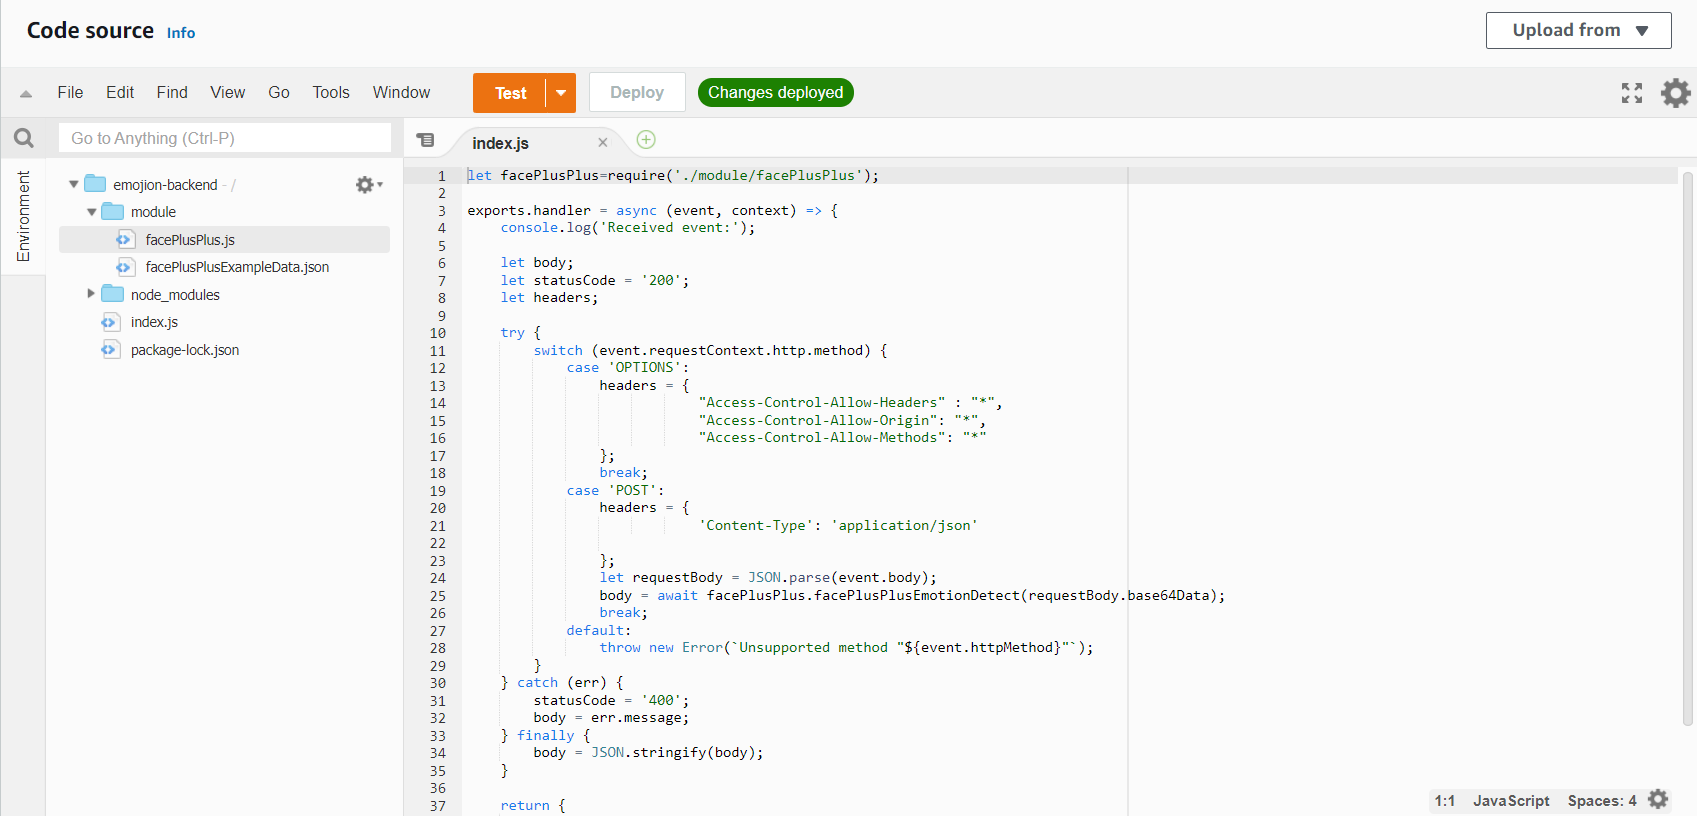 Code source Info
Upload from
File Edit Find View Go Tools Window
Test
Deploy
Changes deployed
Go to Anything (Ctrl-P)
index.js
Environment
emojion-backend - /
module
facePlusPlus.js
facePlusPlusExampleData.json
node_modules
index.js
package-lock.json
1 let facePlusPlus=require('./module/facePlusPlus');
2
3 exports.handler = async (event, context) => {
4     console.log('Received event:');
5
6     let body;
7     let statusCode = '200';
8     let headers;
9
10     try {
11         switch (event.requestContext.http.method) {
12             case 'OPTIONS':
13                 headers = {
14                             "Access-Control-Allow-Headers" : "*",
15                             "Access-Control-Allow-Origin": "*",
16                             "Access-Control-Allow-Methods": "*"
17                 };
18                 break;
19             case 'POST':
20                 headers = {
21                             'Content-Type': 'application/json'
22
23                 };
24                 let requestBody = JSON.parse(event.body);
25                 body = await facePlusPlus.facePlusPlusEmotionDetect(requestBody.base64Data);
26                 break;
27             default:
28                 throw new Error(`Unsupported method "${event.httpMethod}"`);
29         }
30     } catch (err) {
31         statusCode = '400';
32         body = err.message;
33     } finally {
34         body = JSON.stringify(body);
35     }
36
37     return {
1:1 JavaScript Spaces: 4